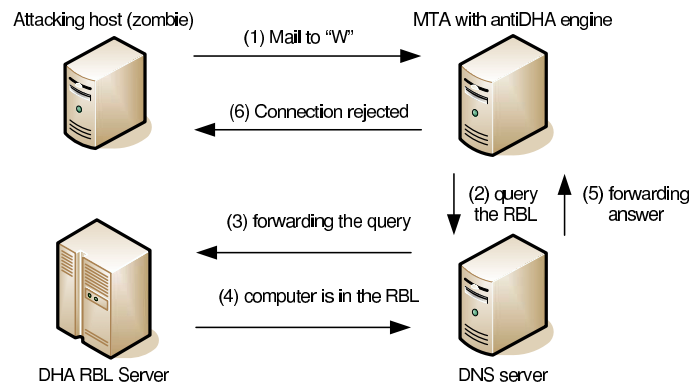 Attacking host (zombie)
MTA with antiDHA engine
(1) Mail to “W”
(6) Connection rejected
(2) query
the RBL
(5) forwarding
answer
(3) forwarding the query
(4) computer is in the RBL
DHA RBL Server
DNS server